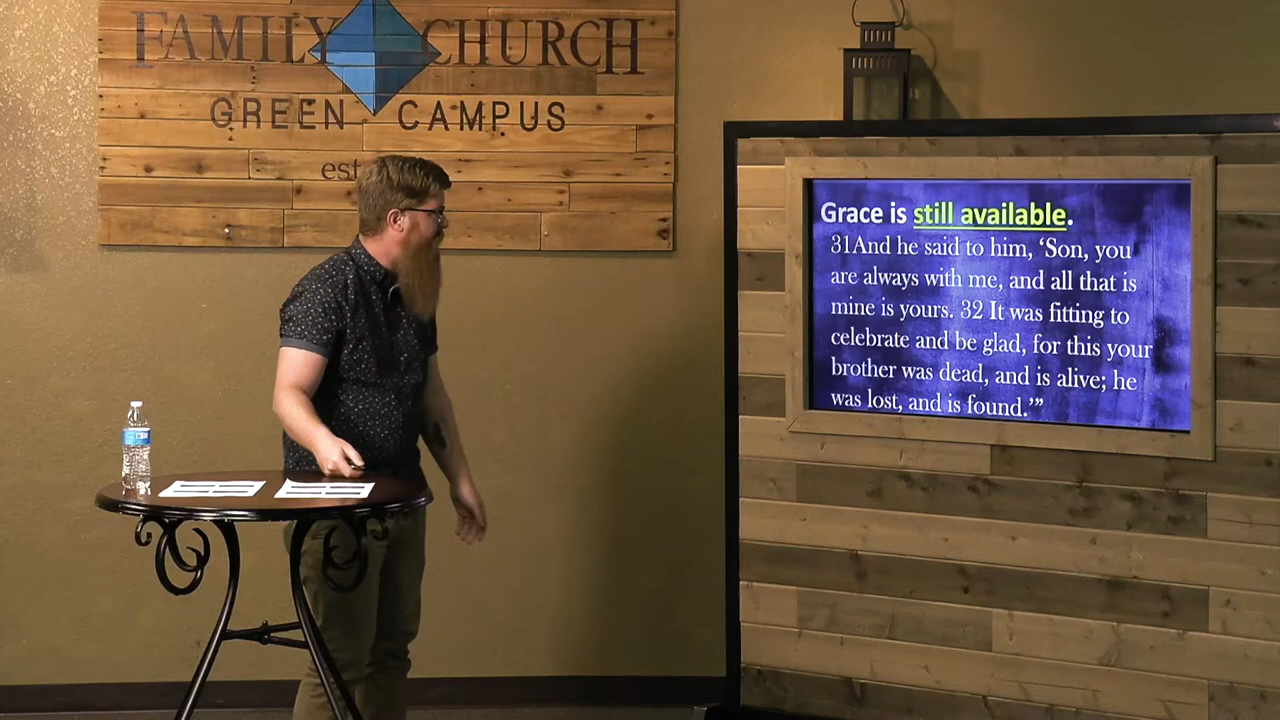 FAMILY CHURCH
GREEN CAMPUS
est
Grace is still available.
31And he said to him, ‘Son, you
are always with me, and all that is
mine is yours. 32 It was fitting to
celebrate and be glad, for this your
brother was dead, and is alive; he
was lost, and is found.’”